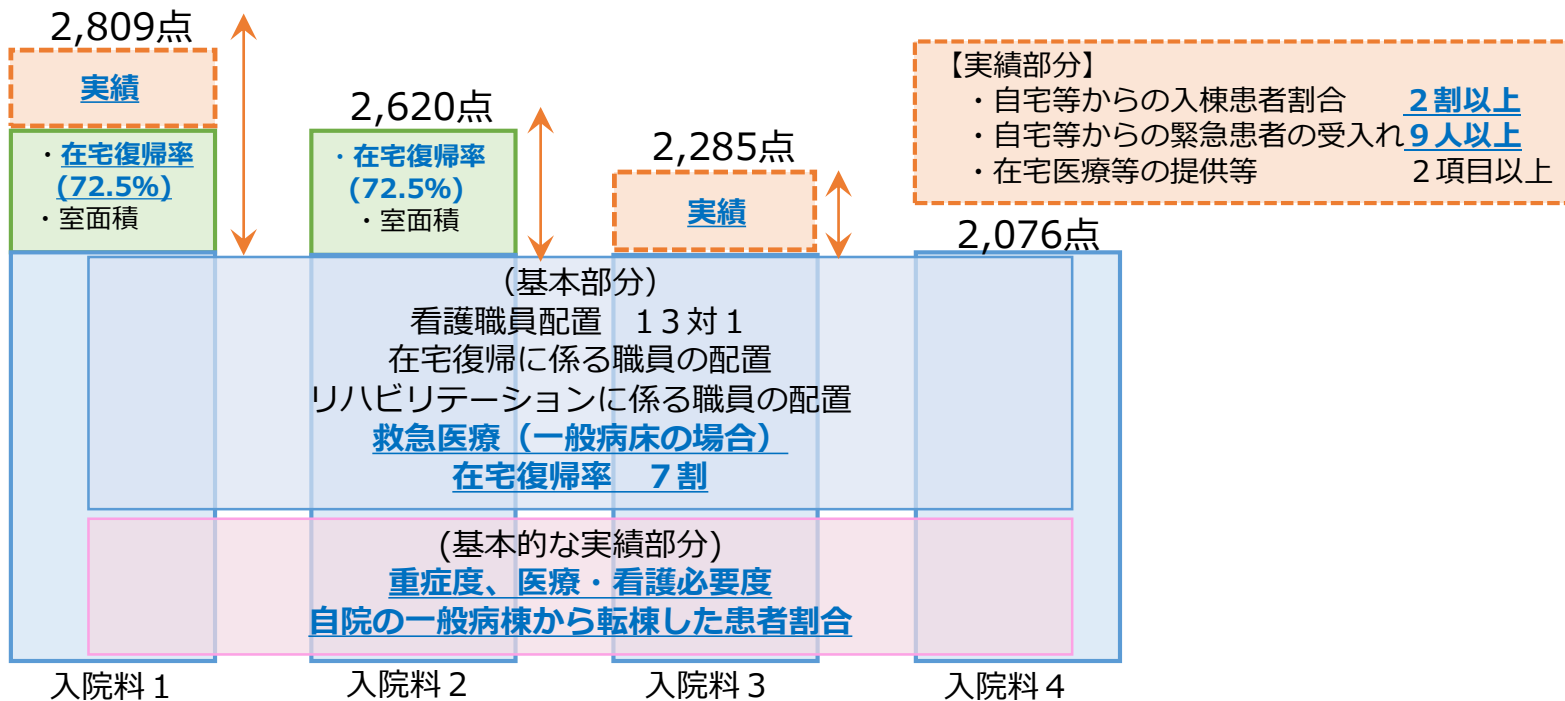 2,809点
実績
・在宅復帰率
(72.5%)
・室面積
2,620点
・在宅復帰率
(72.5%)
・室面積
2,285点
実績
2,076点
【実績部分】
・自宅等からの入棟患者割合　２割以上
・自宅等からの緊急患者の受入れ ９人以上
・在宅医療等の提供等　２項目以上
（基本部分）
看護職員配置　１３対１
在宅復帰に係る職員の配置
リハビリテーションに係る職員の配置
救急医療（一般病床の場合）
在宅復帰率　７割
(基本的な実績部分)
重症度、医療・看護必要度
自院の一般病棟から転棟した患者割合
入院料１
入院料２
入院料３
入院料４